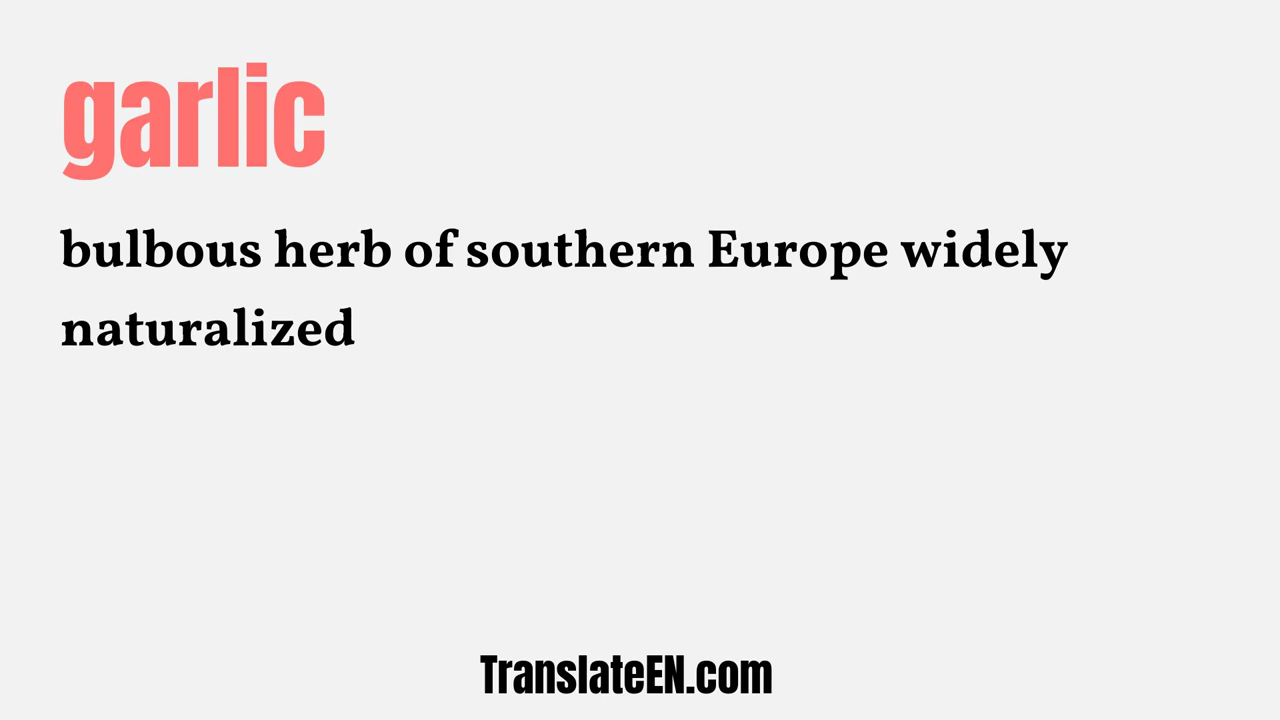 garlic
bulbous herb of southern Europe widely
naturalized
TranslateEN.com